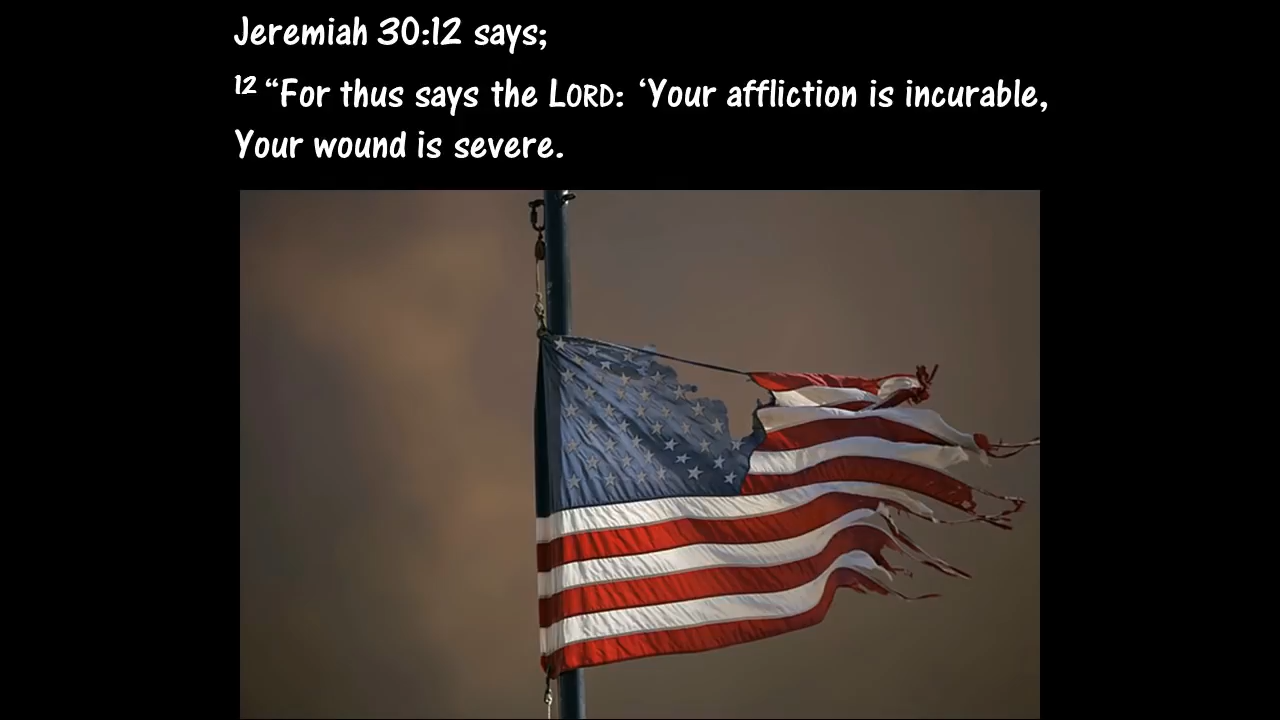 Jeremiah 30:12 says;
12 “For thus says the LORD: ‘Your affliction is incurable,
Your wound is severe.